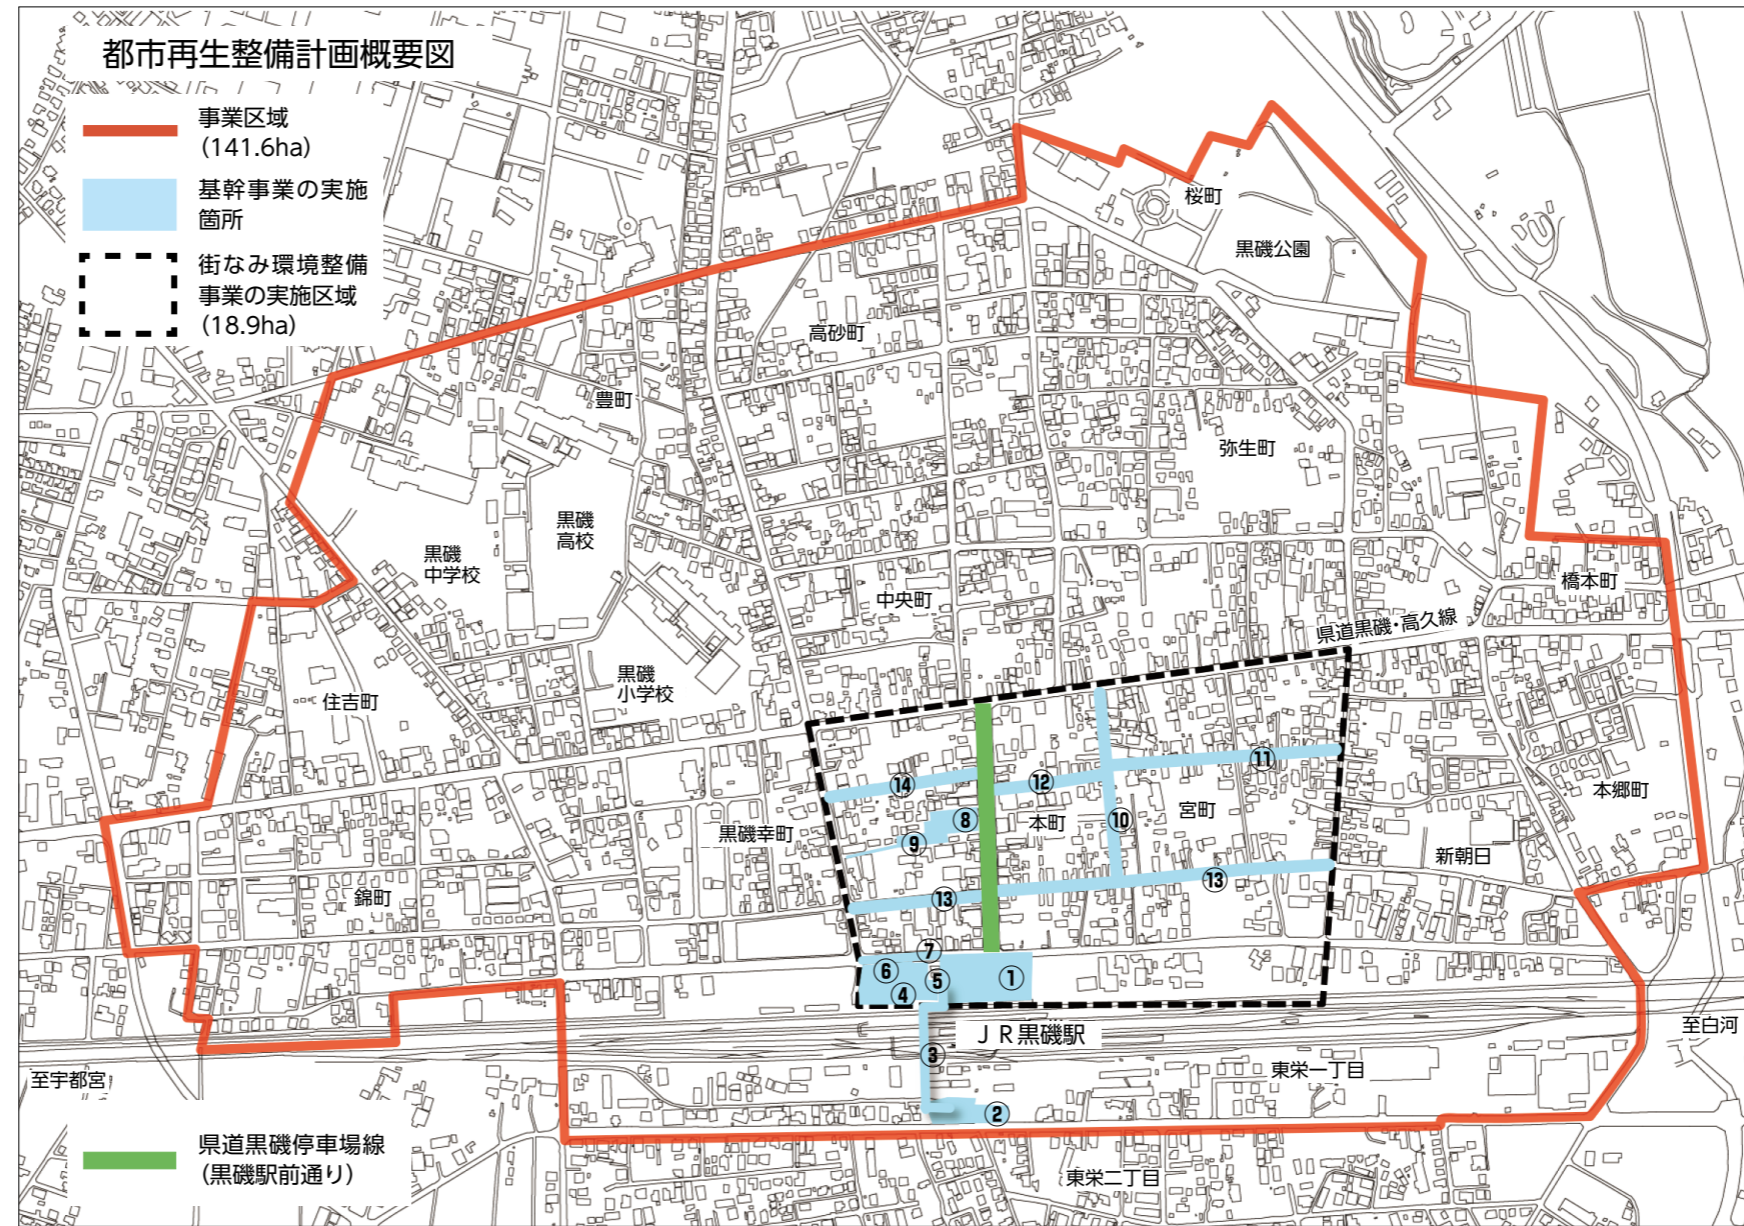 都市再生整備計画概要図
事業区域
(141.6ha)
基幹事業の実施
箇所
街なみ環境整備
事業の実施区域
(18.9ha)
桜町
黒磯公園
高砂町
豊町
弥生町
黒磯
高校
黒磯
中学校
橋本町
中央町
県道黒磯・高久線
黒磯
小学校
住吉町
⑪
⑭
⑫
本郷町
宮町
⑧
本町
⑩
黒磯幸町
⑨
新朝日
⑬
錦町
⑬
⑦
⑥
⑤
①
④
至白河
JR黒磯駅
③
東栄一丁目
至宇都宮
②
県道黒磯停車場線
(黒磯駅前通り)
東栄二丁目